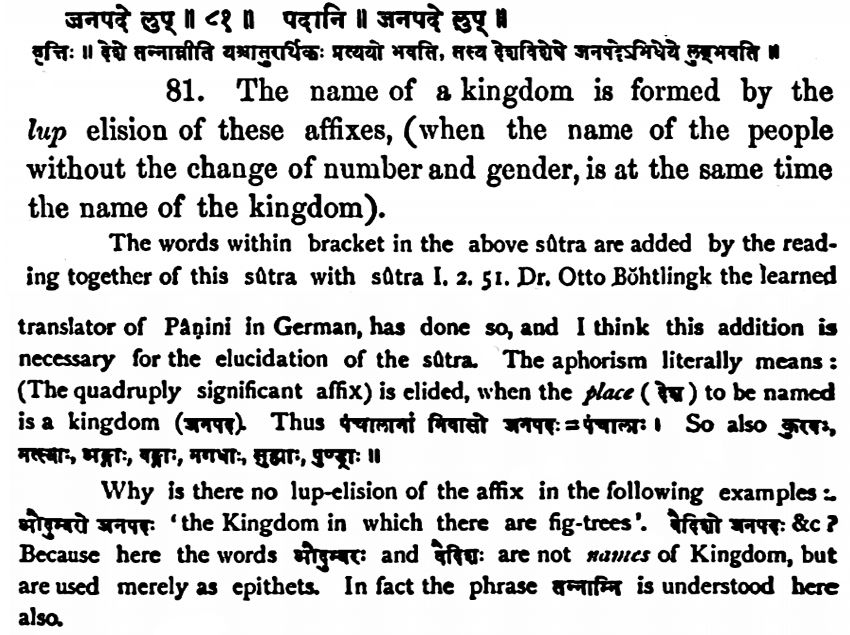 जनपदे लुप् ॥ ८१ ॥ पदानि ॥ जनपदे लुप् ॥
वृत्तिः ॥ देशे तन्नाम्नीति यश्चातुरर्थिकः प्रत्ययो भवति, तस्य देशविशेषे जनपदेऽभिधेये लुब्भवति ॥
81. The name of a kingdom is formed by the
lup elision of these affixes, (when the name of the people
without the change of number and gender, is at the same time
the name of the kingdom).
The words within bracket in the above sûtra are added by the read-
ing together of this sûtra with sûtra I. 2. 51. Dr. Otto Böhtlingk the learned
translator of Pâṇini in German, has done so, and I think this addition is
necessary for the elucidation of the sûtra. The aphorism literally means :
(The quadruply significant affix) is elided, when the place ( देश ) to be named
is a kingdom (जनपद). Thus पंचालानां निवासो जनपदः = पंचालाः । So also कुरवः,
मत्स्याः, अङ्गाः, वङ्गाः, मगधाः, सुह्माः, पुण्ड्राः ॥
Why is there no lup-elision of the affix in the following examples :.
औदुम्बरो जनपदः 'the Kingdom in which there are fig-trees'. वैदिशो जनपदः &c ?
Because here the words औदुम्बरः and वैदिशः are not names of Kingdom, but
are used merely as epithets. In fact the phrase तन्नाम्नि is understood here
also.